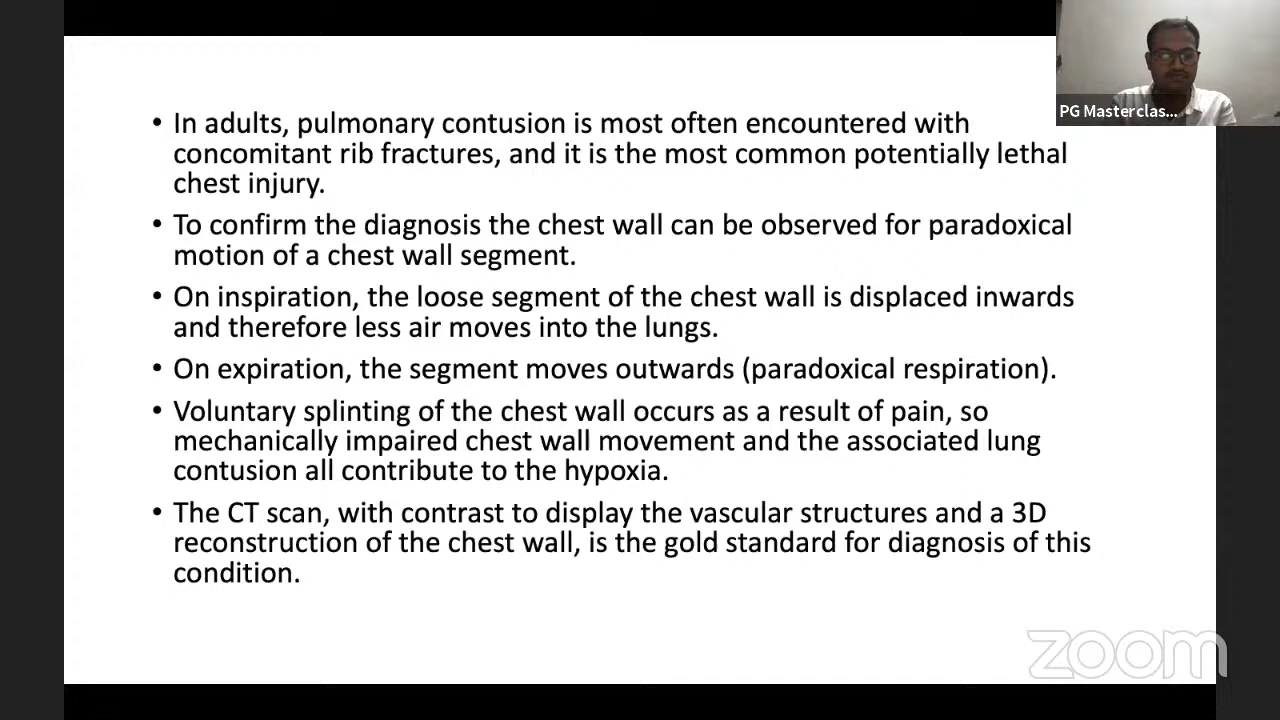 PG Masterclas...
• In adults, pulmonary contusion is most often encountered with
concomitant rib fractures, and it is the most common potentially lethal
chest injury.
• To confirm the diagnosis the chest wall can be observed for paradoxical
motion of a chest wall segment.
• On inspiration, the loose segment of the chest wall is displaced inwards
and therefore less air moves into the lungs.
• On expiration, the segment moves outwards (paradoxical respiration).
• Voluntary splinting of the chest wall occurs as a result of pain, so
mechanically impaired chest wall movement and the associated lung
contusion all contribute to the hypoxia.
• The CT scan, with contrast to display the vascular structures and a 3D
reconstruction of the chest wall, is the gold standard for diagnosis of this
condition.
zoom